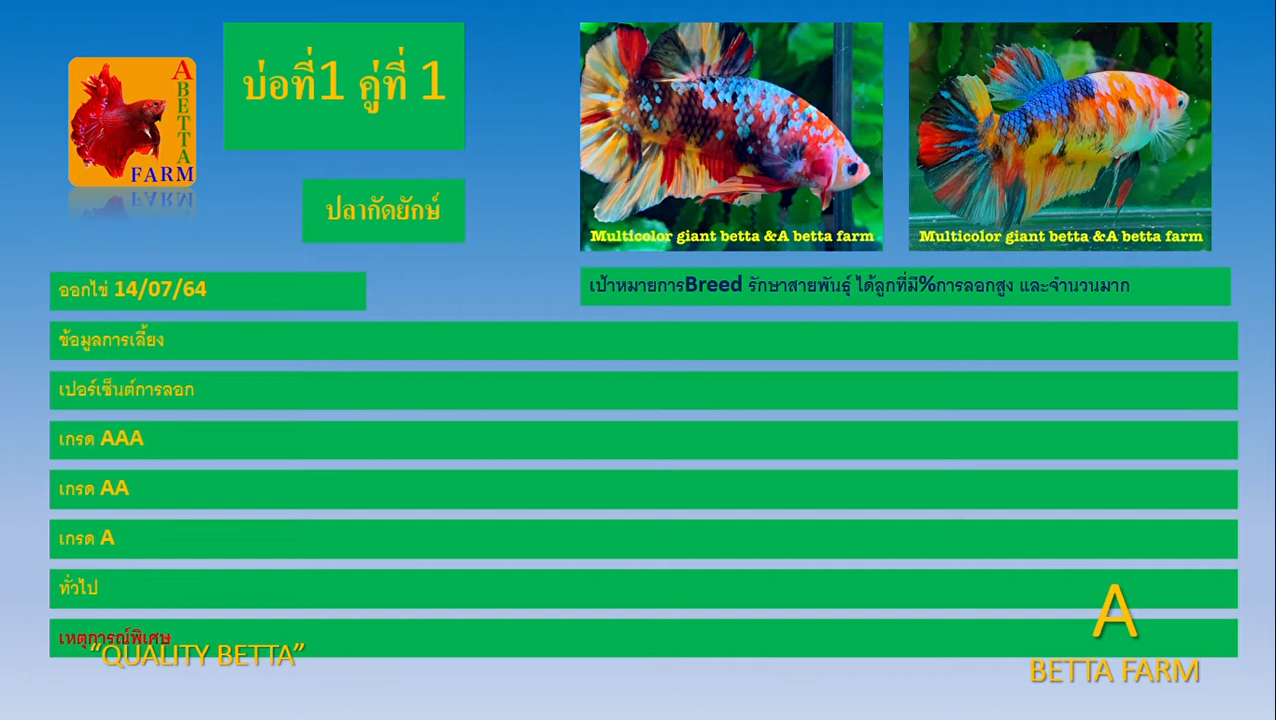 A
BETTA
FARM
บ่อที่1 คู่ที่ 1
ปลากัดยักษ์
Multicolor giant betta &A betta farm
Multicolor giant betta &A betta farm
ออกไข่ 14/07/64
เป้าหมายการBreed รักษาสายพันธุ์ ได้ลูกที่มี%การลอกสูง และจำนวนมาก
ข้อมูลการเลี้ยง
เปอร์เซ็นต์การลอก
เกรด AAA
เกรด AA
เกรด A
ทั่วไป
เหตุการณ์พิเศษ
“QUALITY BETTA”
A
BETTA FARM